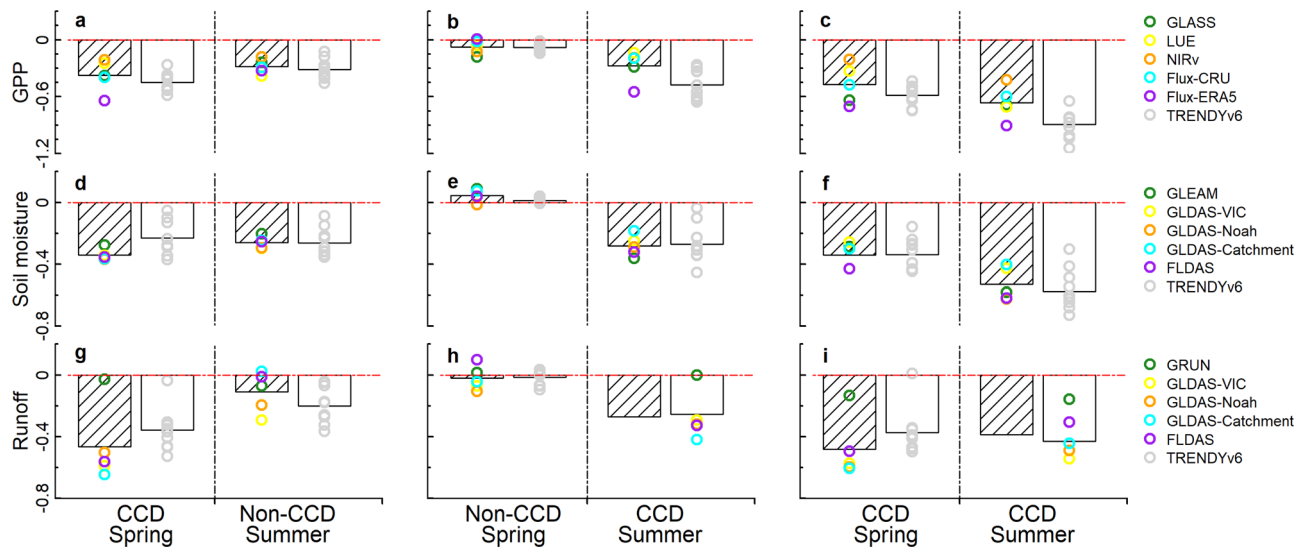 a
b
c
GPP
0
-0.6
-1.2
GLASS
LUE
NIRv
Flux-CRU
Flux-ERA5
TRENDYv6
d
e
f
Soil moisture
0
-0.4
-0.8
GLEAM
GLDAS-VIC
GLDAS-Noah
GLDAS-Catchment
FLDAS
TRENDYv6
g
h
i
Runoff
0
-0.4
-0.8
GRUN
GLDAS-VIC
GLDAS-Noah
GLDAS-Catchment
FLDAS
TRENDYv6
CCD Non-CCD Non-CCD CCD CCD CCD
Spring Summer Spring Summer Spring Summer